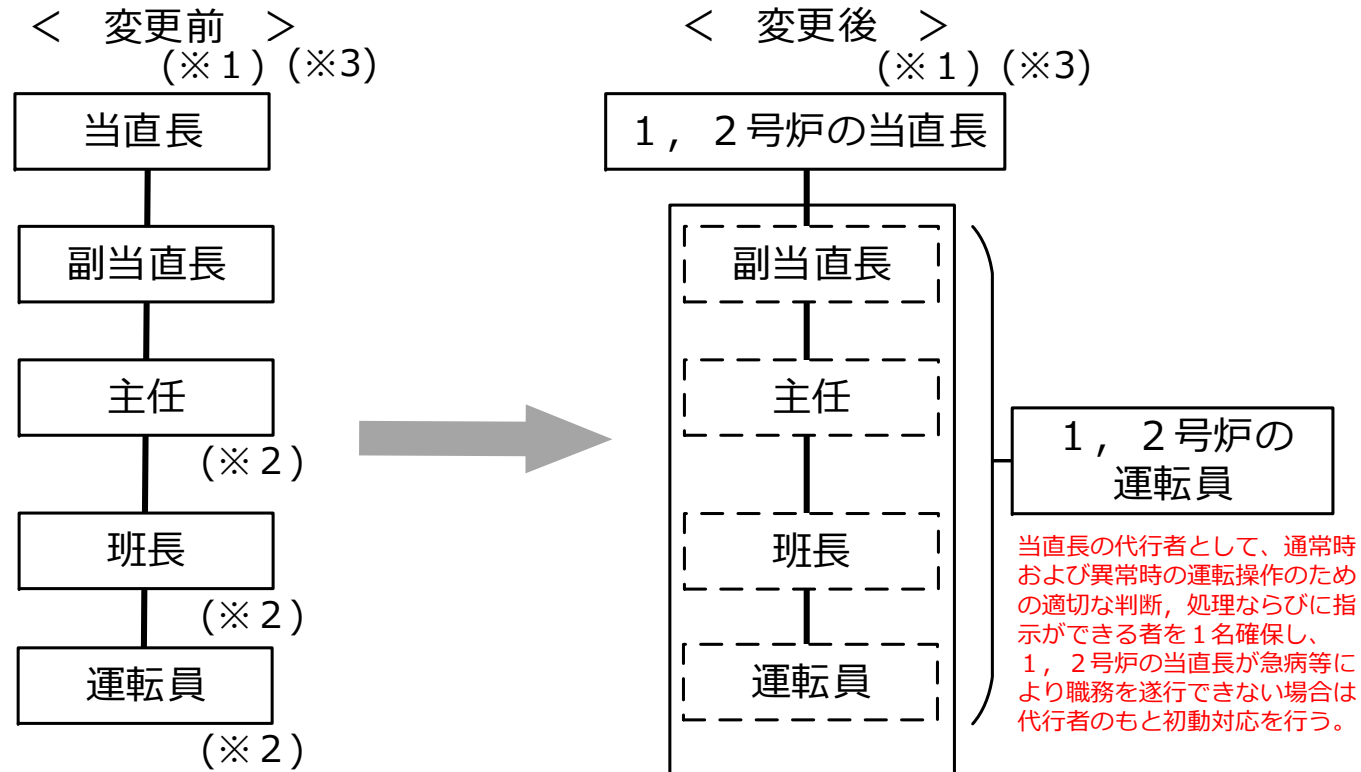 ＜　変更前　＞
(※１) (※3)
当直長
副当直長
主任
(※２)
班長
(※２)
運転員
(※２)
＜　変更後　＞
(※１) (※3)
１，２号炉の当直長
副当直長
主任
班長
運転員
１，２号炉の
運転員
当直長の代行者として、通常時
および異常時の運転操作のため
の適切な判断，処理ならびに指
示ができる者を１名確保し、
１，２号炉の当直長が急病等に
より職務を遂行できない場合は
代行者のもと初動対応を行う。